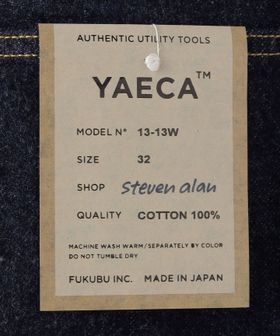 AUTHENTIC UTILITY TOOLS
YAECA™
MODEL Nº 13-13W
SIZE 32
SHOP Steven alan
QUALITY COTTON 100%
MACHINE WASH WARM/SEPARATELY BY COLOR
DO NOT TUMBLE DRY
FUKUBU INC. MADE IN JAPAN